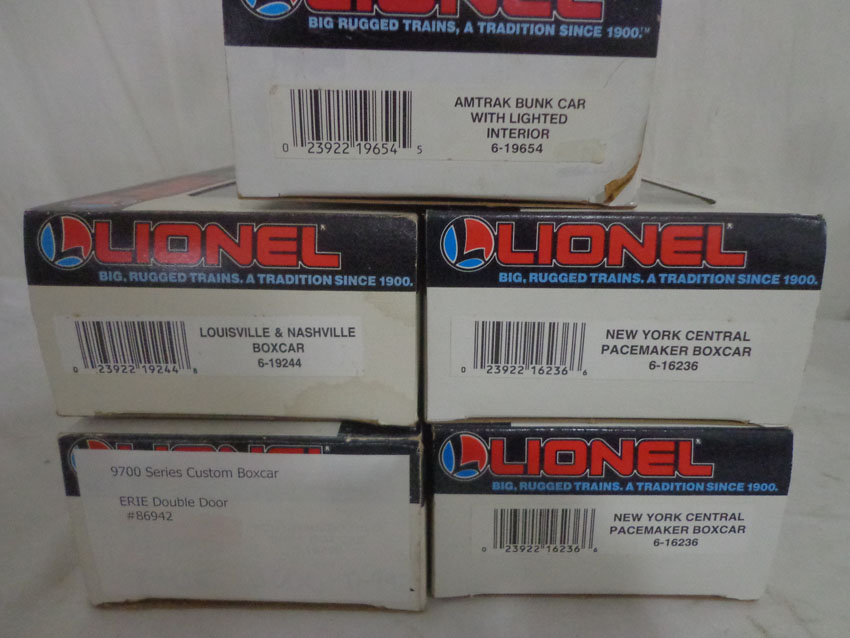 LIONEL
BIG RUGGED TRAINS, A TRADITION SINCE 1900.™
AMTRAK BUNK CAR
WITH LIGHTED
INTERIOR
6-19654
0 23922 19654 5
LIONEL
BIG, RUGGED TRAINS. A TRADITION SINCE 1900.
LOUISVILLE & NASHVILLE
BOXCAR
6-19244
0 23922 19244 8
LIONEL
BIG, RUGGED TRAINS. A TRADITION SINCE 1900.
NEW YORK CENTRAL
PACEMAKER BOXCAR
6-16236
0 23922 16236 6
9700 Series Custom Boxcar
ERIE Double Door
#86942
LIONEL
BIG, RUGGED TRAINS. A TRADITION SINCE 1900.
NEW YORK CENTRAL
PACEMAKER BOXCAR
6-16236
0 23922 16236 6